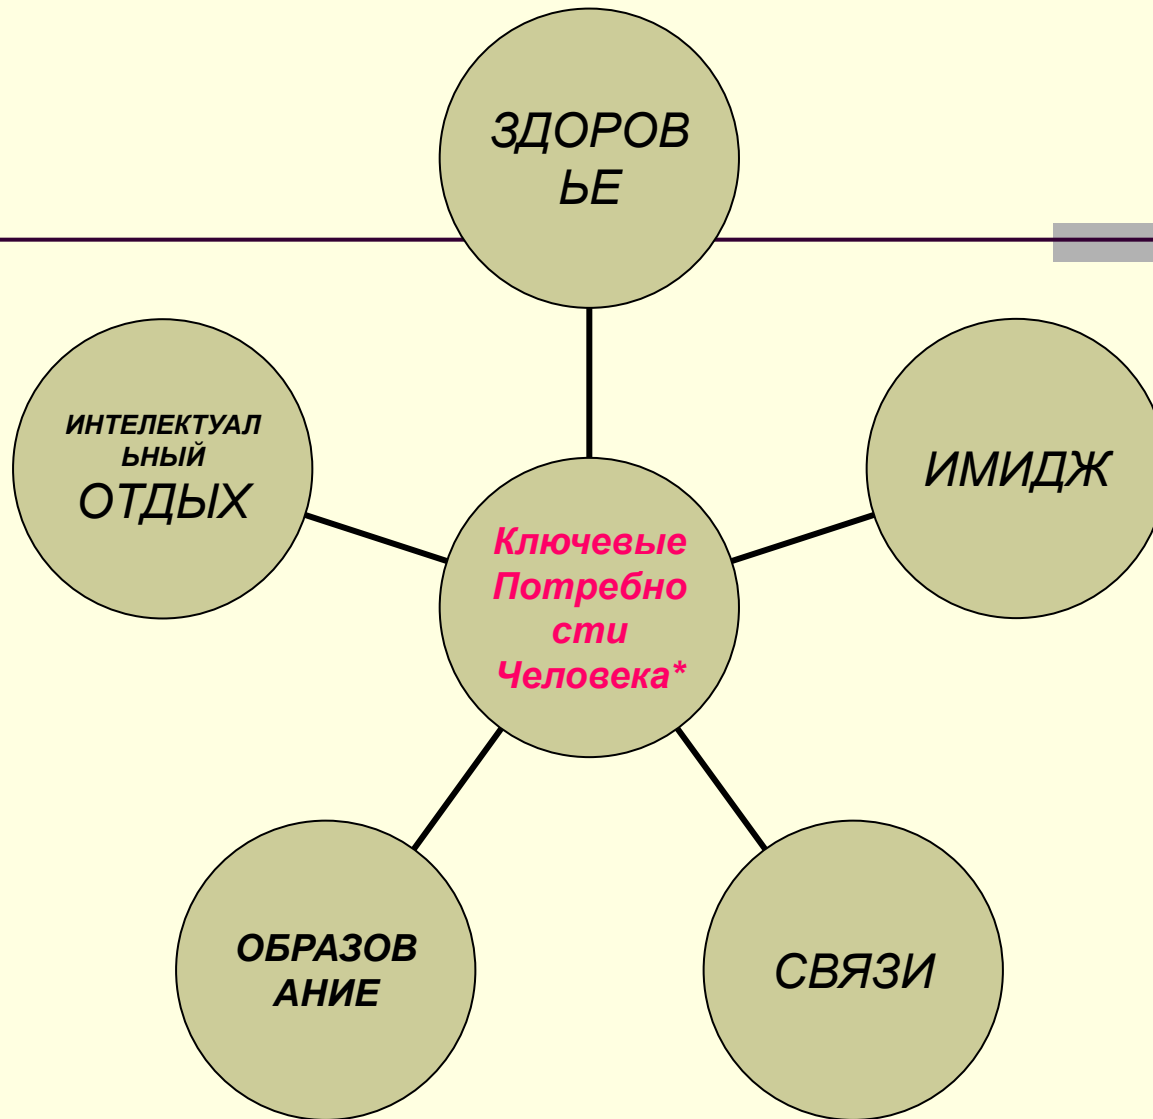 ЗДОРОВ
ЬЕ
ИНТЕЛЕКТУАЛ
ЬНЫЙ
ОТДЫХ
ИМИДЖ
Ключевые
Потребно
сти
Человека*
ОБРАЗОВ
АНИЕ
СВЯЗИ